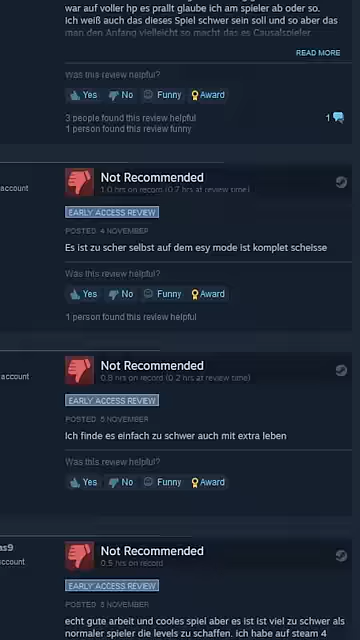 war auf voller hp es prallt glaube ich am spieler ab oder so.
Ich weiß auch das dieses Spiel schwer sein soll und so aber das
man den Anfang vielleicht so macht das es Causalspieler
READ MORE
Was this review helpful?
Yes No Funny Award
3 people found this review helpful
1
1 person found this review funny
account
Not Recommended
1.0 hrs on record (0.7 hrs at review time)
EARLY ACCESS REVIEW
POSTED: 4 NOVEMBER
Es ist zu scher selbst auf dem esy mode ist komplet scheisse
Was this review helpful?
Yes No Funny Award
1 person found this review helpful
account
Not Recommended
0.8 hrs on record (0.2 hrs at review time)
EARLY ACCESS REVIEW
POSTED: 5 NOVEMBER
Ich finde es einfach zu schwer auch mit extra leben
Was this review helpful?
Yes No Funny Award
as9
account
Not Recommended
0.5 hrs on record
EARLY ACCESS REVIEW
POSTED: 3 NOVEMBER
echt gute arbeit und cooles spiel aber es ist ist viel zu schwer als
normaler spieler die levels zu schaffen. ich habe auf steam 4